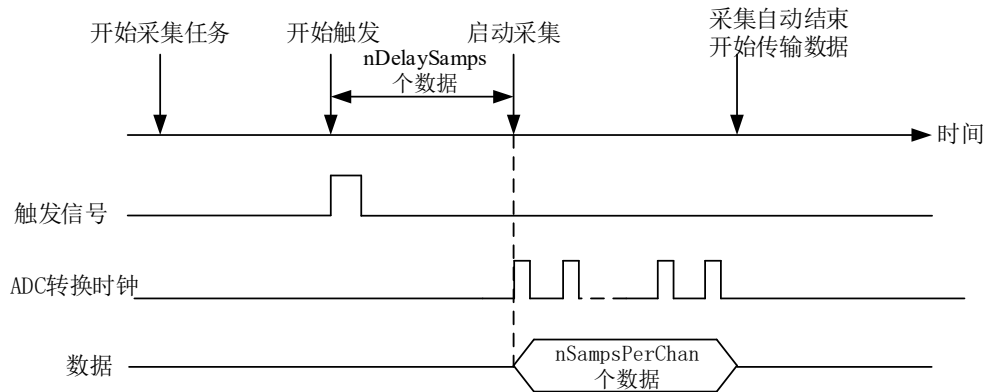 开始采集任务
开始触发
启动采集
采集自动结束
开始传输数据
nDelaySamps
个数据
时间
触发信号
ADC转换时钟
数据
nSampsPerChan
个数据